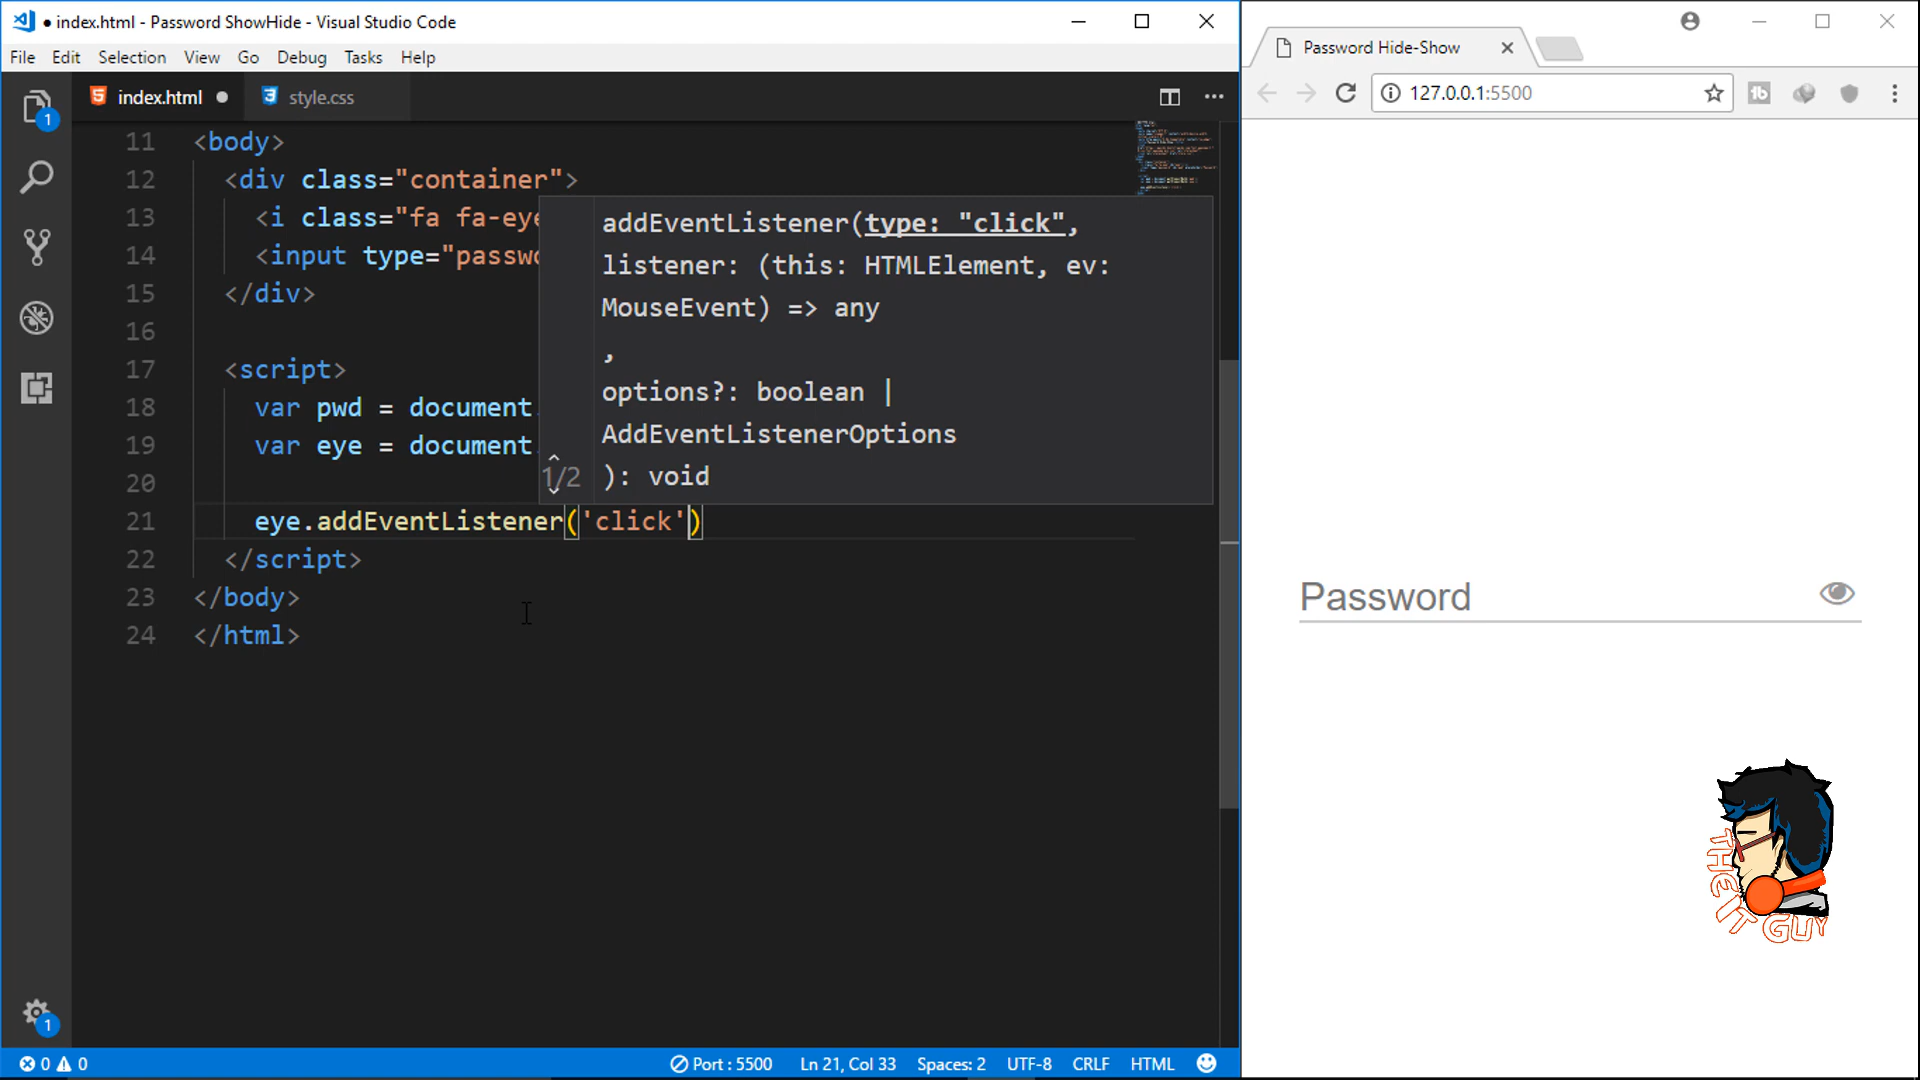 ● index.html - Password ShowHide - Visual Studio Code
File Edit Selection View Go Debug Tasks Help
index.html ● style.css
11 <body>
12 <div class="container">
13 <i class="fa fa-eye
14 <input type="passwo
15 </div>
16
17 <script>
18 var pwd = document.
19 var eye = document.
20
21 eye.addEventListener('click')
22 </script>
23 </body>
24 </html>
addEventListener(type: "click",
listener: (this: HTMLElement, ev:
MouseEvent) => any
,
options?: boolean |
AddEventListenerOptions
): void
1/2
1
1
0 0 Port : 5500 Ln 21, Col 33 Spaces: 2 UTF-8 CRLF HTML
Password Hide-Show
127.0.0.1:5500
Password
THE IT GUY